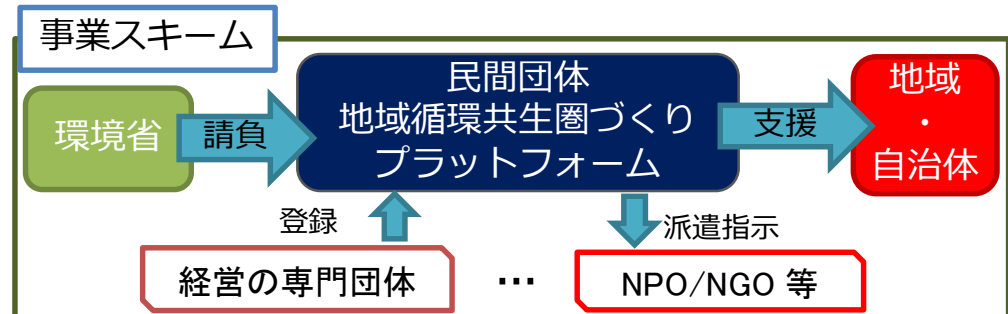 事業スキーム
環境省
請負
民間団体
地域循環共生圏づくり
プラットフォーム
支援
地域
・
自治体
登録
派遣指示
経営の専門団体
…
NPO/NGO 等